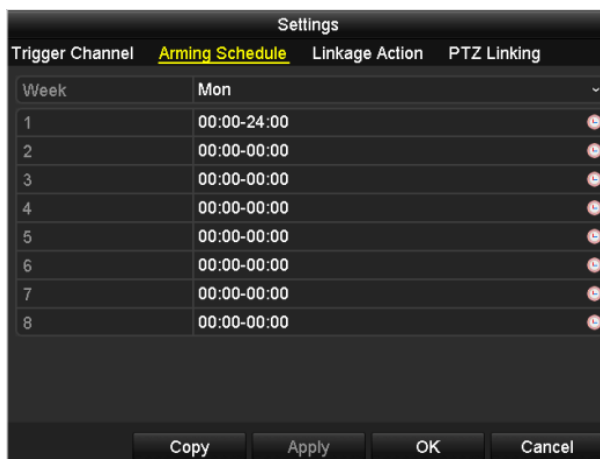 Settings
Trigger Channel Arming Schedule Linkage Action PTZ Linking
Week Mon
1 00:00-24:00
2 00:00-00:00
3 00:00-00:00
4 00:00-00:00
5 00:00-00:00
6 00:00-00:00
7 00:00-00:00
8 00:00-00:00
Copy Apply OK Cancel